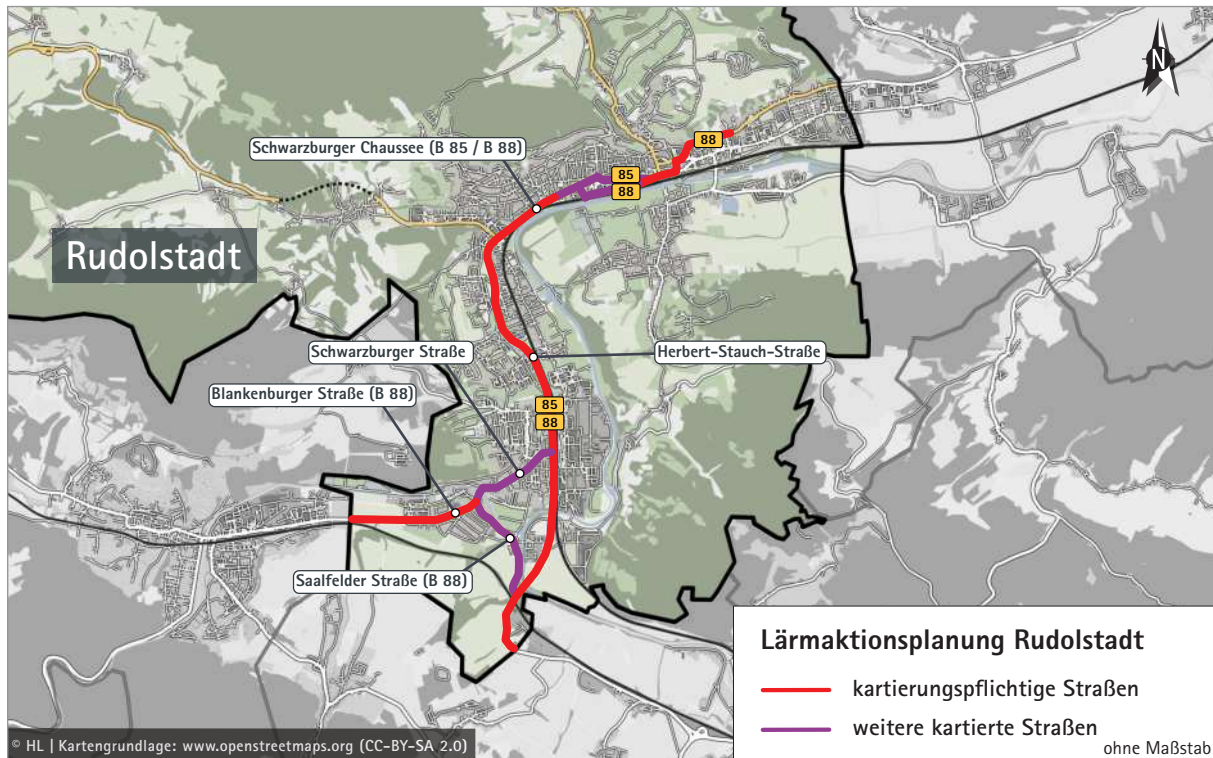 N
88
Schwarzburger Chaussee (B 85 / B 88)
85
88
Rudolstadt
Schwarzburger Straße
Herbert-Stauch-Straße
Blankenburger Straße (B 88)
85
88
Saalfelder Straße (B 88)
Lärmaktionsplanung Rudolstadt
kartierungspflichtige Straßen
weitere kartierte Straßen
ohne Maßstab
© HL | Kartengrundlage: www.openstreetmaps.org (CC-BY-SA 2.0)